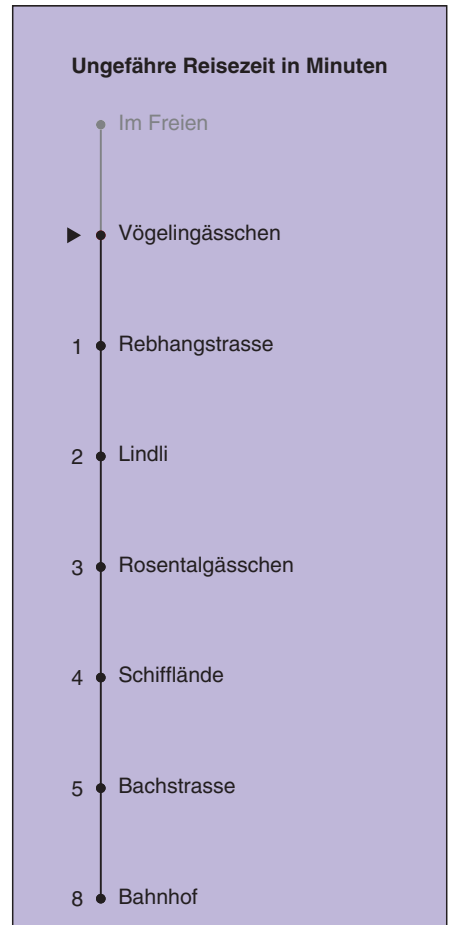 Ungefähre Reisezeit in Minuten
Im Freien
Vögelingässchen
1 Rebhangstrasse
2 Lindli
3 Rosentalgässchen
4 Schifflände
5 Bachstrasse
8 Bahnhof